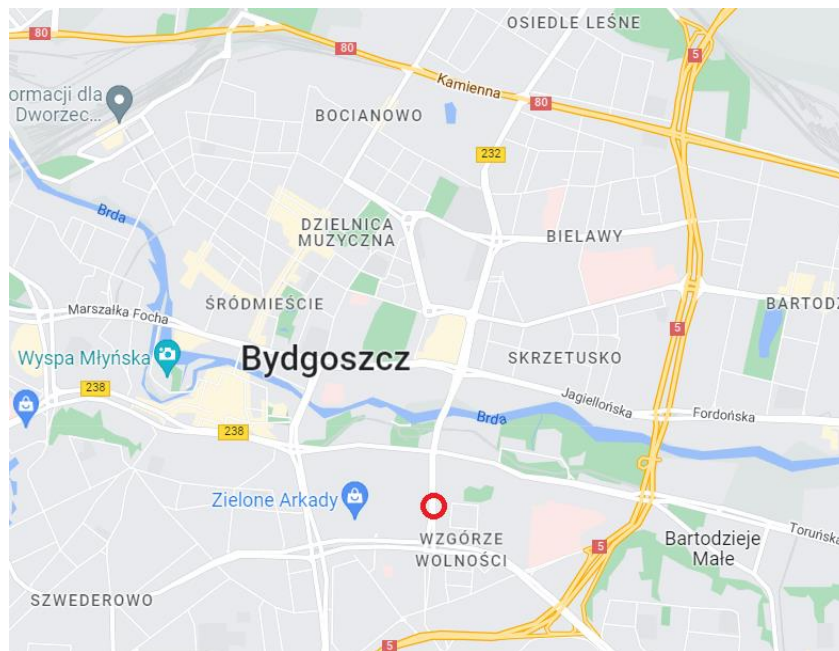 OSIEDLE LEŚNE
80
80
5
Kamienna
ormacji dla
Dworzec...
80
BOCIANOWO
232
Brda
DZIELNICA
MUZYCZNA
BIELAWY
ŚRÓDMIEŚCIE
BARTODZ
Marszałka Focha
5
Wyspa Młyńska
Bydgoszcz
SKRZETUSKO
238
Jagiellońska
Brda
Fordońska
238
Zielone Arkady
Toruńska
WZGÓRZE
WOLNOŚCI
5
Bartodzieje
Małe
SZWEDEROWO
5